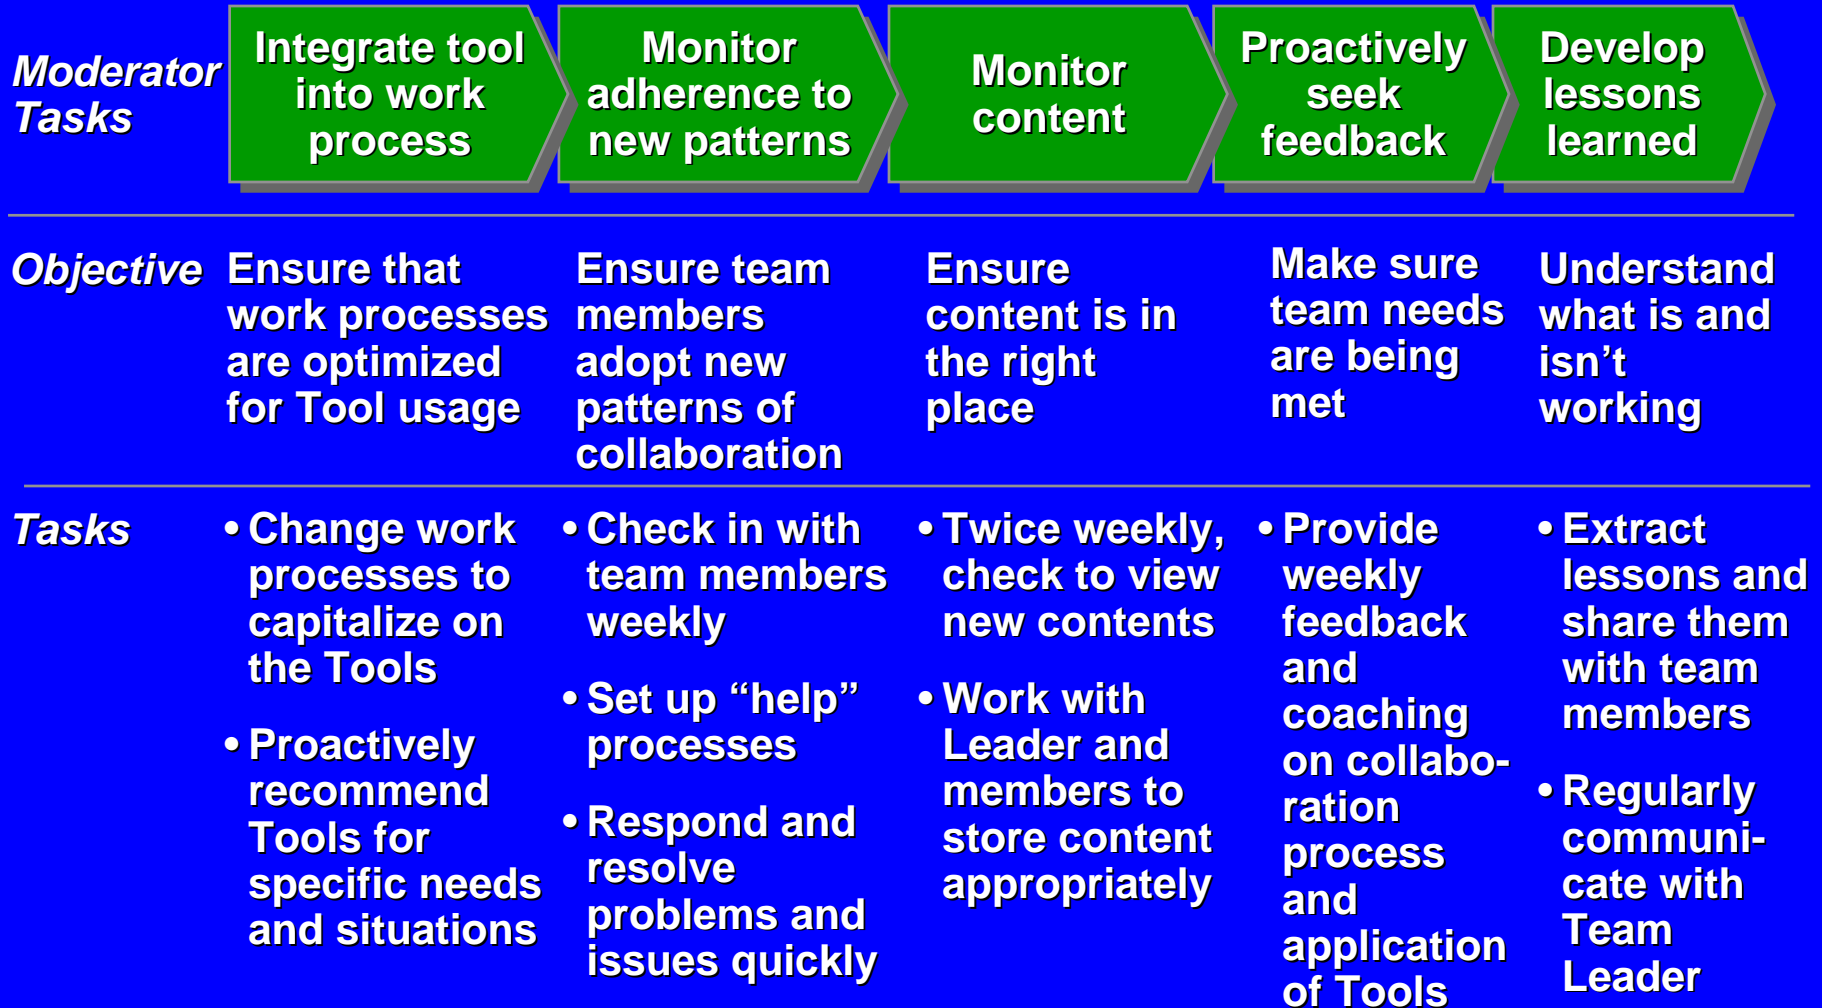 Moderator
Tasks
Integrate tool
into work
process
Monitor
adherence to
new patterns
Monitor
content
Proactively
seek
feedback
Develop
lessons
learned
Objective
Ensure that
work processes
are optimized
for Tool usage
Ensure team
members
adopt new
patterns of
collaboration
Ensure
content is in
the right
place
Make sure
team needs
are being
met
Understand
what is and
isn’t
working
Tasks
• Change work
processes to
capitalize on
the Tools
• Proactively
recommend
Tools for
specific needs
and situations
• Check in with
team members
weekly
• Set up “help”
processes
• Respond and
resolve
problems and
issues quickly
• Twice weekly,
check to view
new contents
• Work with
Leader and
members to
store content
appropriately
• Provide
weekly
feedback
and
coaching
on collabo-
ration
process
and
application
of Tools
• Extract
lessons and
share them
with team
members
• Regularly
communi-
cate with
Team
Leader